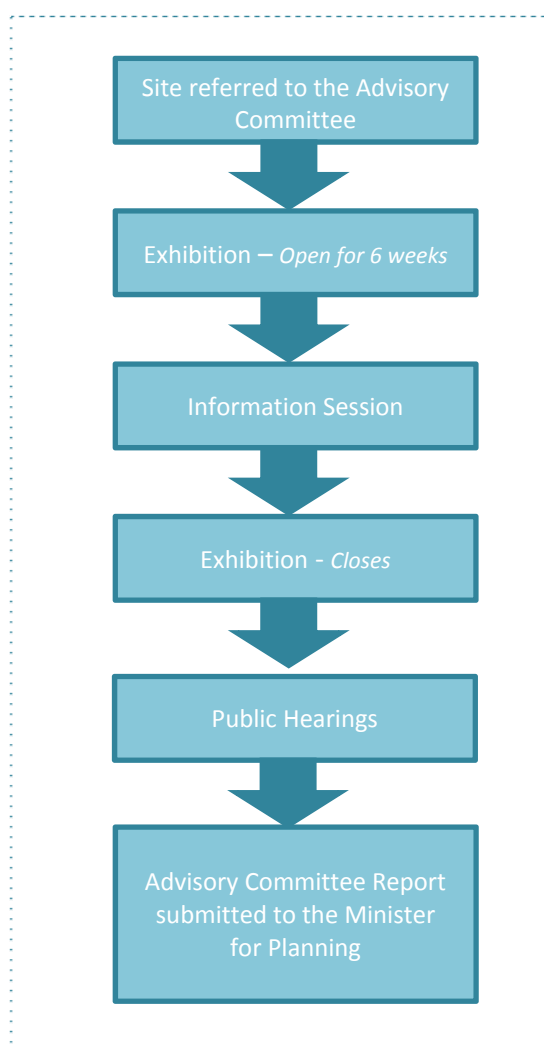 Site referred to the Advisory
Committee
Exhibition – Open for 6 weeks
Information Session
Exhibition - Closes
Public Hearings
Advisory Committee Report
submitted to the Minister
for Planning